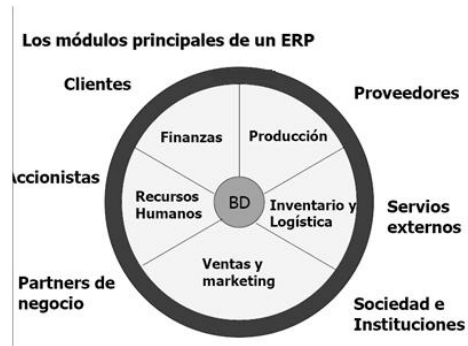 Los módulos principales de un ERP
Clientes
Proveedores
Finanzas
Producción
Accionistas
Recursos
Humanos
BD
Inventario y
Logística
Servios
externos
Ventas y
marketing
Partners de
negocio
Sociedad e
Instituciones